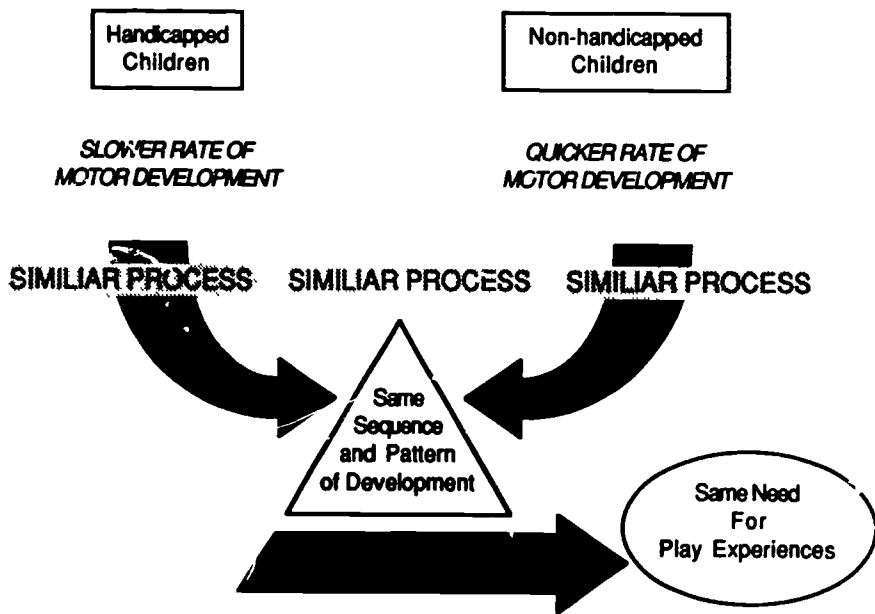 Handicapped
Children
Non-handicapped
Children
SLOWER RATE OF
MOTOR DEVELOPMENT
QUICKER RATE OF
MOTOR DEVELOPMENT
SIMILIAR PROCESS SIMILIAR PROCESS SIMILIAR PROCESS
Same
Sequence
and Pattern
of Development
Same Need
For
Play Experiences